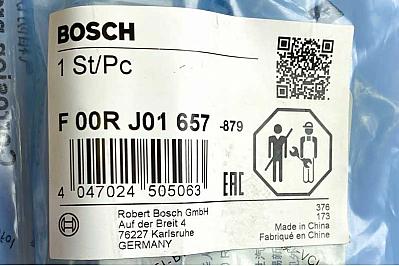 BOSCH
1 St/Pc
F 00R J01 657 -879
4 047024 505063
EAC
Robert Bosch GmbH
Auf der Breit 4
76227 Karlsruhe
GERMANY
376
173
Made in China
Fabriqué en Chine